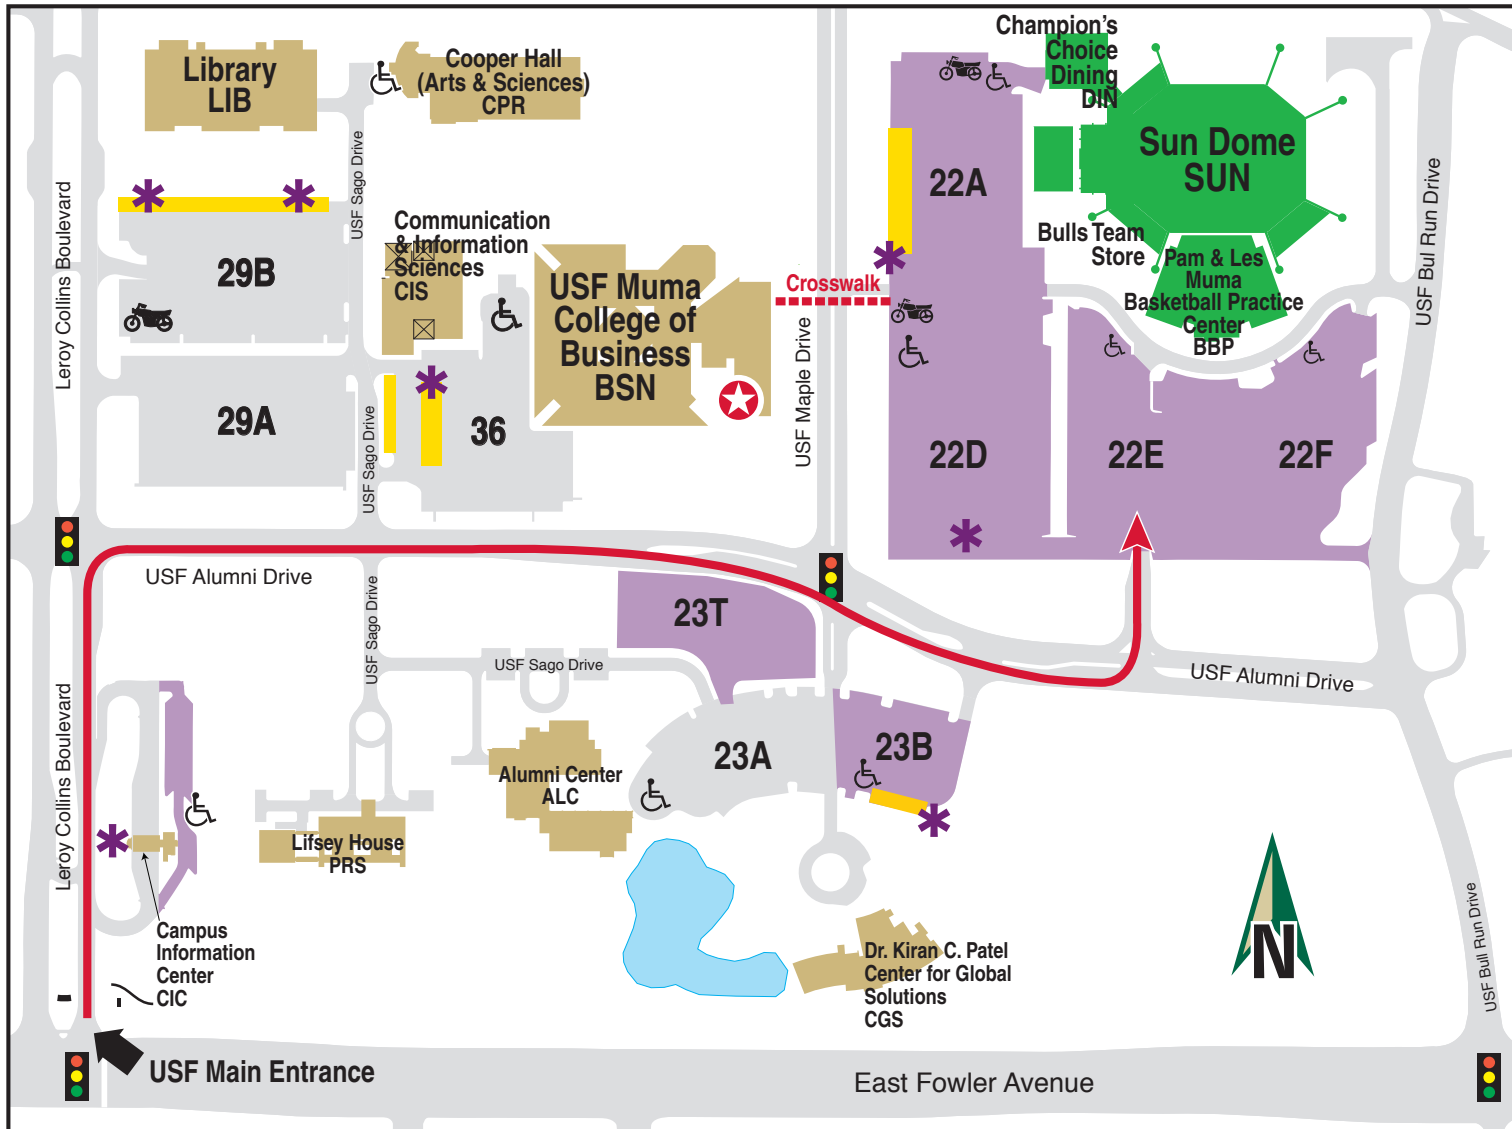 Library
LIB
Cooper Hall
(Arts & Sciences)
CPR
Champion's
Choice
Dining
DIN
Sun Dome
SUN
22A
Bulls Team
Store
Pam & Les
Muma
Basketball Practice
Center
BBP
USF Bul Run Drive
Leroy Collins Boulevard
USF Sago Drive
29B
Communication
& Information
Sciences
CIS
USF Muma
College of
Business
BSN
Crosswalk
USF Maple Drive
29A
USF Sago Drive
36
22D
22E
22F
USF Alumni Drive
USF Sago Drive
23T
USF Sago Drive
USF Alumni Drive
Leroy Collins Boulevard
23A
23B
Alumni Center
ALC
Lifsey House
PRS
Campus
Information
Center
CIC
Dr. Kiran C. Patel
Center for Global
Solutions
CGS
N
USF Bull Run Drive
USF Main Entrance
East Fowler Avenue